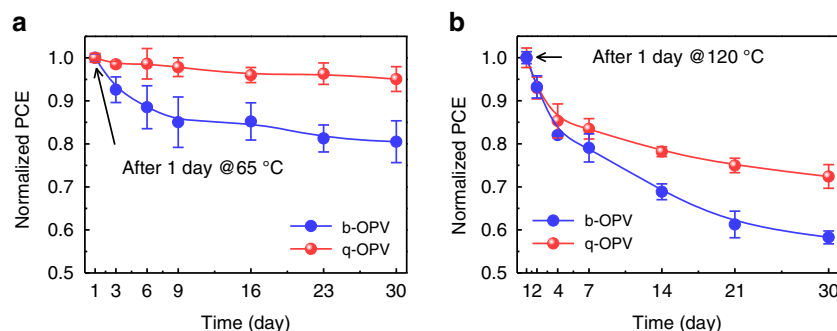 a
Normalized PCE
1.0
0.9
0.8
0.7
0.6
0.5
After 1 day @65 °C
b-OPV
q-OPV
1 3 6 9 16 23 30
Time (day)
b
Normalized PCE
1.0
0.9
0.8
0.7
0.6
0.5
After 1 day @120 °C
b-OPV
q-OPV
1 2 4 7 14 21 30
Time (day)